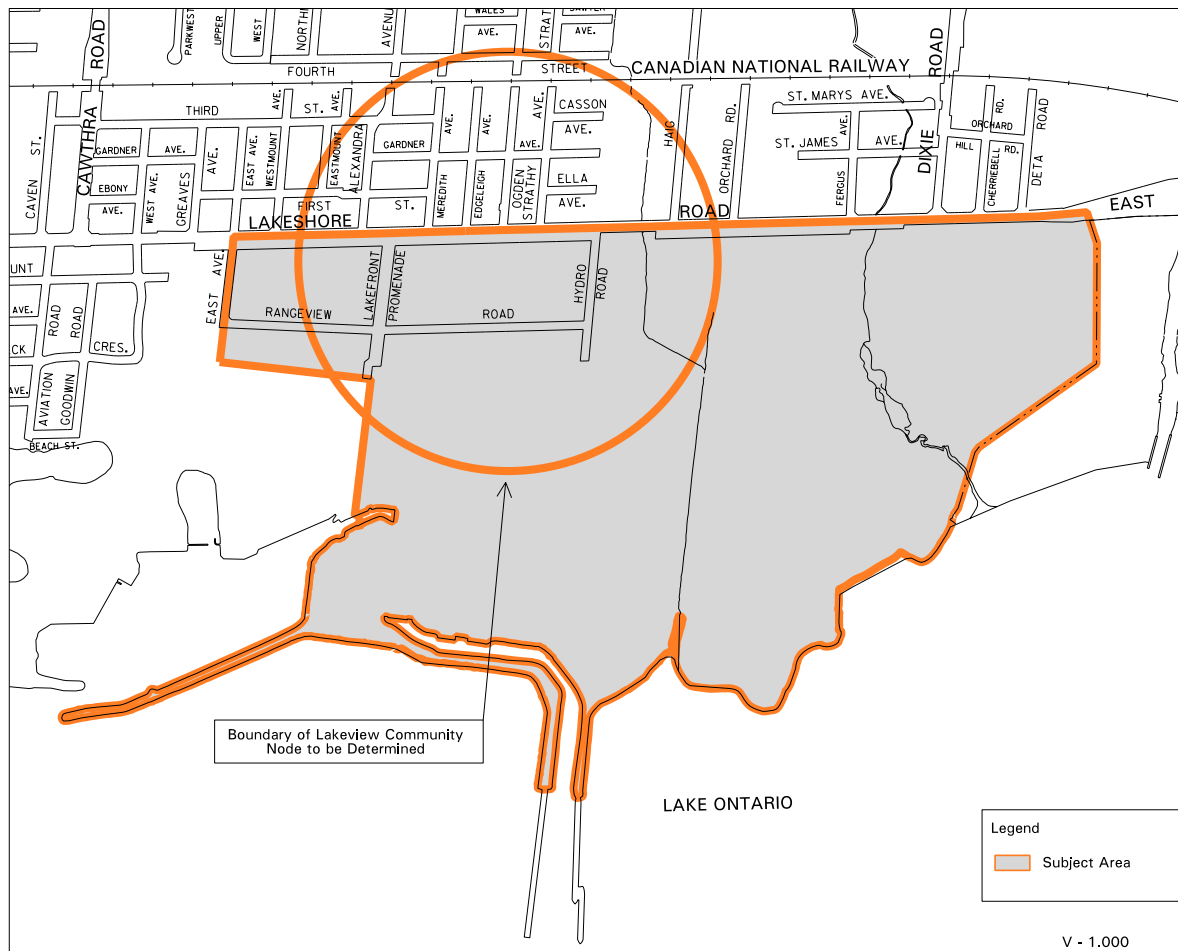 WALES
AVE.
STRAT
SAWYER
AVE.
PARKWEST
UPPER
WEST
NORTH
AVENU
ROAD
ROAD
FOURTH
STREET
CANADIAN NATIONAL RAILWAY
THIRD
AVE.
ST.
AVE.
CASSON
AVE.
ST. MARYS AVE.
RD.
ORCHARD
ROAD
CAVEN ST.
CAWTHRA
GARDNER
AVE.
AVE.
EAST AVE.
WESTMOUNT
EASTMOUNT
ALEXANDRA
GARDNER
AVE.
AVE.
AVE.
HAIG
ORCHARD RD.
ST. JAMES
AVE.
AVE.
DIXIE
HILL
CHERRIEBELL
RD.
DETA
EBONY
AVE.
WEST AVE.
GREAVES
FIRST
ST.
MEREDITH
EDGELEIGH
OGDEN
STRATHY
ELLA
AVE.
FERGUS
LAKESHORE
ROAD
EAST
UNT
AVE.
ROAD
ROAD
CK
CRES.
AVE.
AVIATION
GOODWIN
BEACH ST.
EAST AVE.
RANGEVIEW
LAKEFRONT
PROMENADE
ROAD
HYDRO
ROAD
Boundary of Lakeview Community
Node to be Determined
LAKE ONTARIO
Legend
Subject Area
V - 1.000